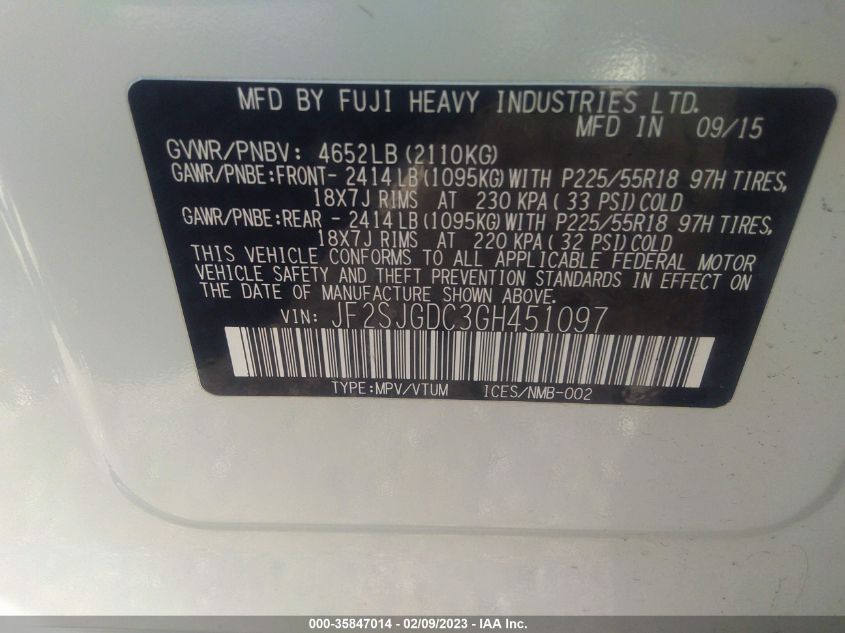 MFD BY FUJI HEAVY INDUSTRIES LTD.
MFD IN 09/15
GVWR/PNBV: 4652LB (2110KG)
GAWR/PNBE:FRONT- 2414LB (1095KG) WITH P225/55R18 97H TIRES,
18X7J RIMS AT 230 KPA (33 PSI) COLD
GAWR/PNBE:REAR - 2414LB (1095KG) WITH P225/55R18 97H TIRES,
18X7J RIMS AT 220 KPA (32 PSI) COLD
THIS VEHICLE CONFORMS TO ALL APPLICABLE FEDERAL MOTOR
VEHICLE SAFETY AND THEFT PREVENTION STANDARDS IN EFFECT ON
THE DATE OF MANUFACTURE SHOWN ABOVE.
VIN: JF2SJGDC3GH451097
TYPE:MPV/VTUM ICES/NMB-002
000-35847014 - 02/09/2023 - IAA Inc.